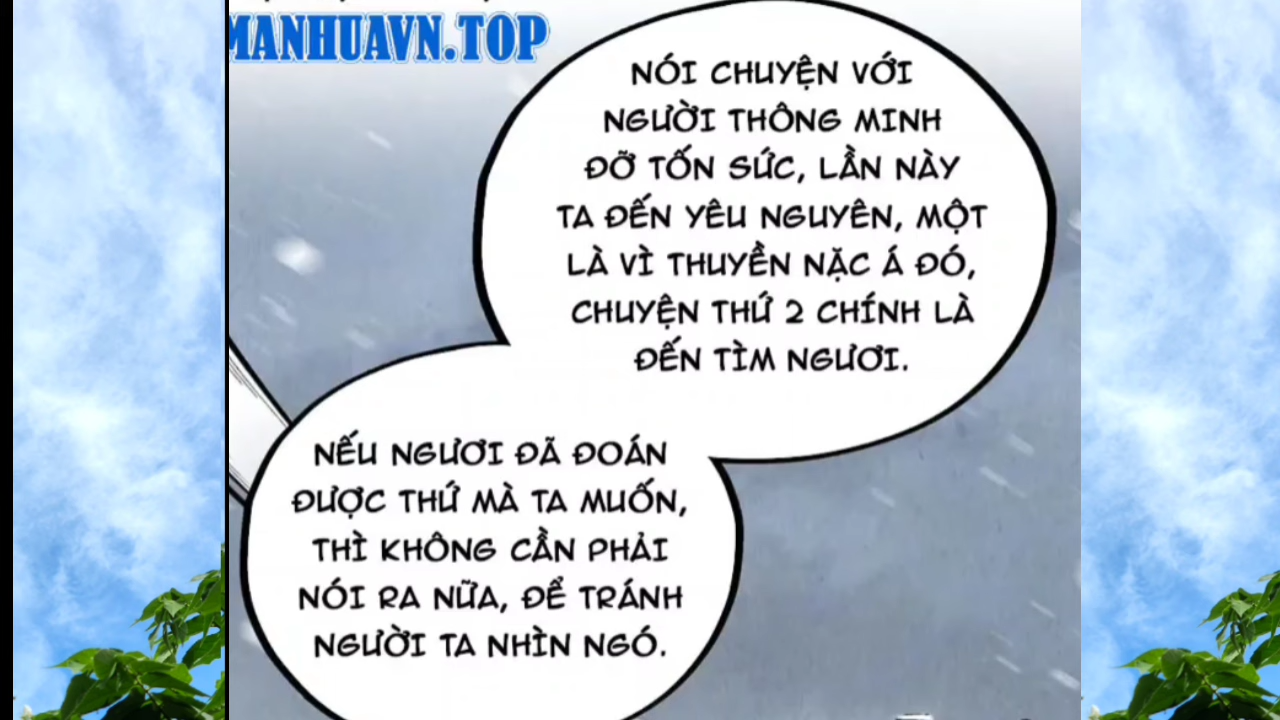 MANHUAVN.TOP
NÓI CHUYỆN VỚI
NGƯỜI THÔNG MINH
ĐỠ TỐN SỨC, LẦN NÀY
TA ĐẾN YÊU NGUYÊN, MỘT
LÀ VÌ THUYỀN NẶC Á ĐÓ,
CHUYỆN THỨ 2 CHÍNH LÀ
ĐẾN TÌM NGƯƠI.
NẾU NGƯƠI ĐÃ ĐOÁN
ĐƯỢC THỨ MÀ TA MUỐN,
THÌ KHÔNG CẦN PHẢI
NÓI RA NỮA, ĐỂ TRÁNH
NGƯỜI TA NHÌN NGÓ.